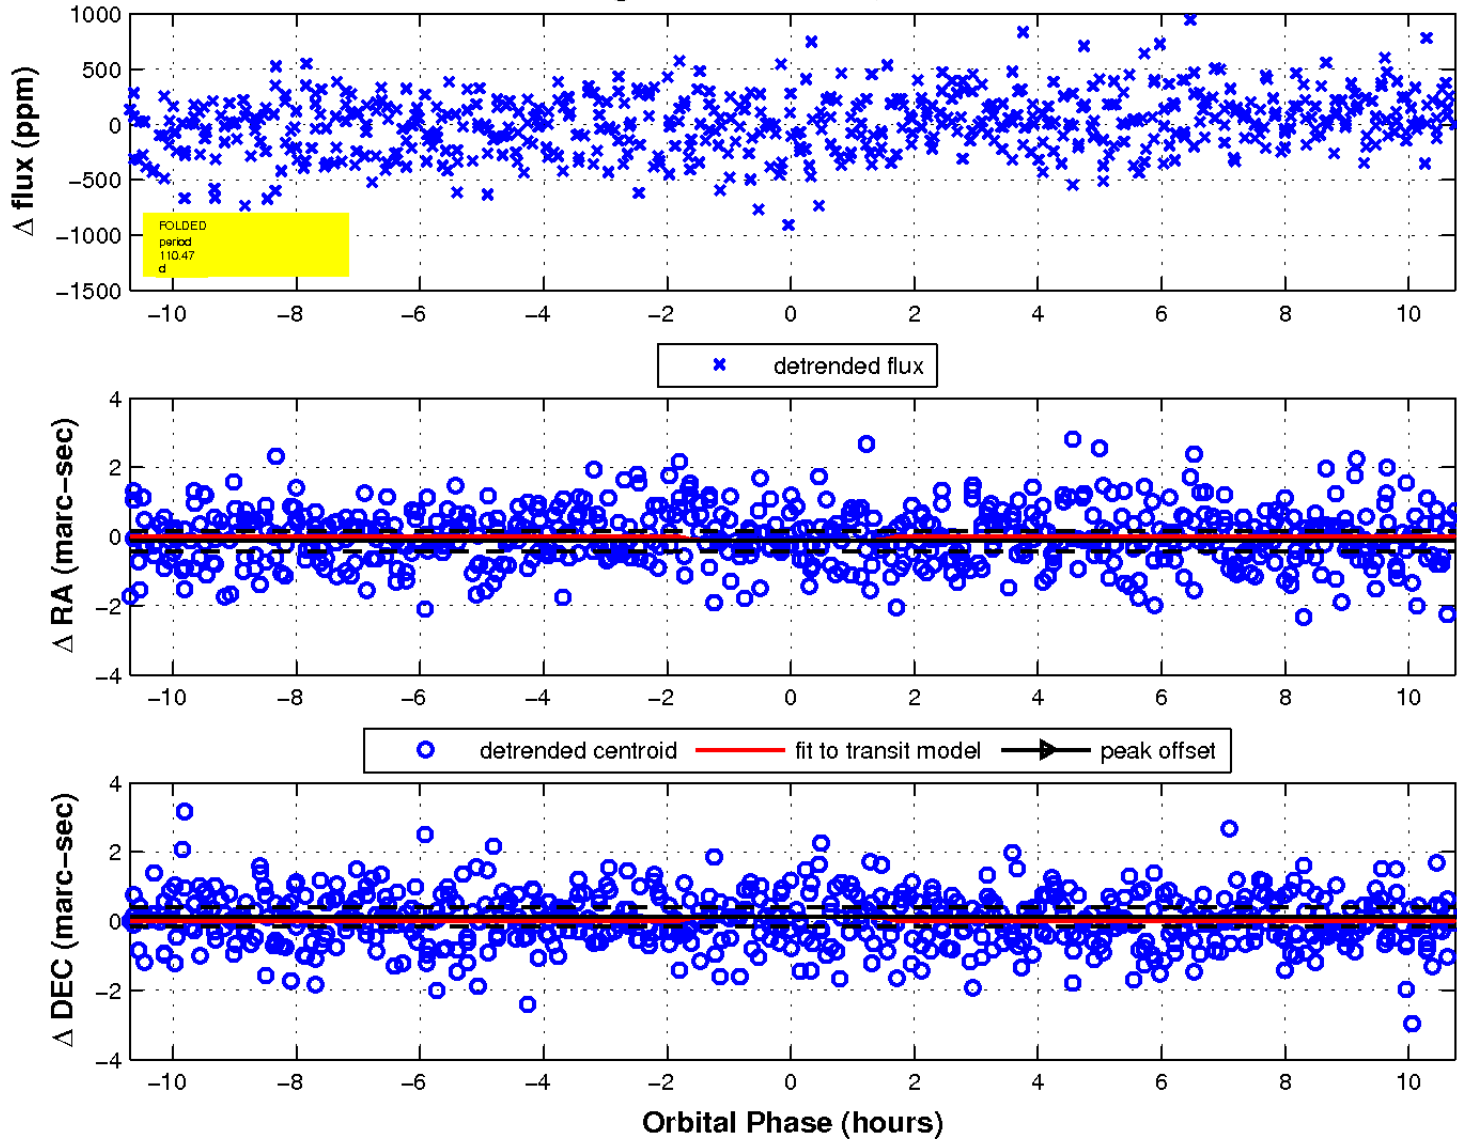 1000
500
0
−500
−1000
−1500
Δ flux (ppm)
FOLDED
period
110.47
d
−10 −8 −6 −4 −2 0 2 4 6 8 10
detrended flux
4
2
0
−2
−4
Δ RA (marc−sec)
−10 −8 −6 −4 −2 0 2 4 6 8 10
detrended centroid fit to transit model peak offset
4
2
0
−2
−4
Δ DEC (marc−sec)
−10 −8 −6 −4 −2 0 2 4 6 8 10
Orbital Phase (hours)